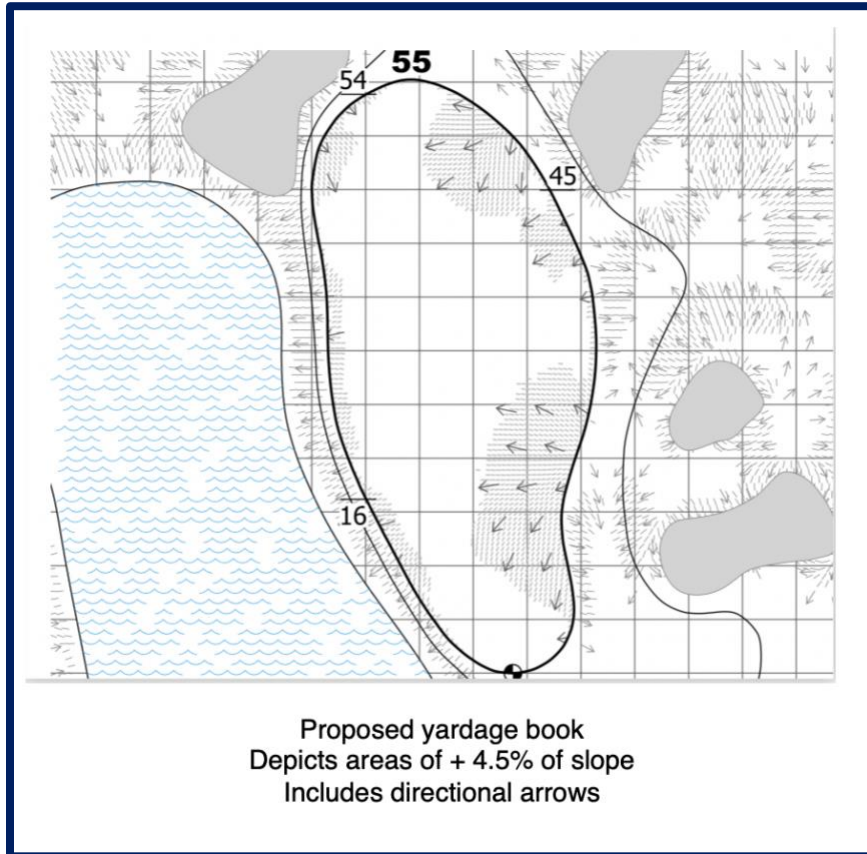 55
54
45
16
Proposed yardage book
Depicts areas of + 4.5% of slope
Includes directional arrows